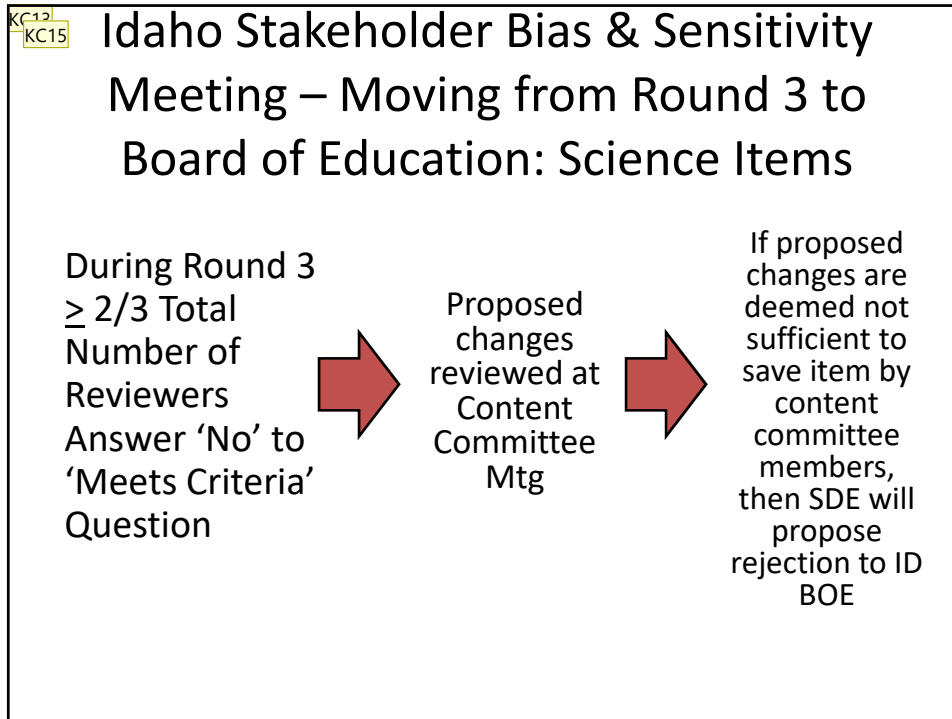 KC13
KC15
Idaho Stakeholder Bias & Sensitivity
Meeting – Moving from Round 3 to
Board of Education: Science Items
During Round 3
≥ 2/3 Total
Number of
Reviewers
Answer ‘No’ to
‘Meets Criteria’
Question
Proposed
changes
reviewed at
Content
Committee
Mtg
If proposed
changes are
deemed not
sufficient to
save item by
content
committee
members,
then SDE will
propose
rejection to ID
BOE